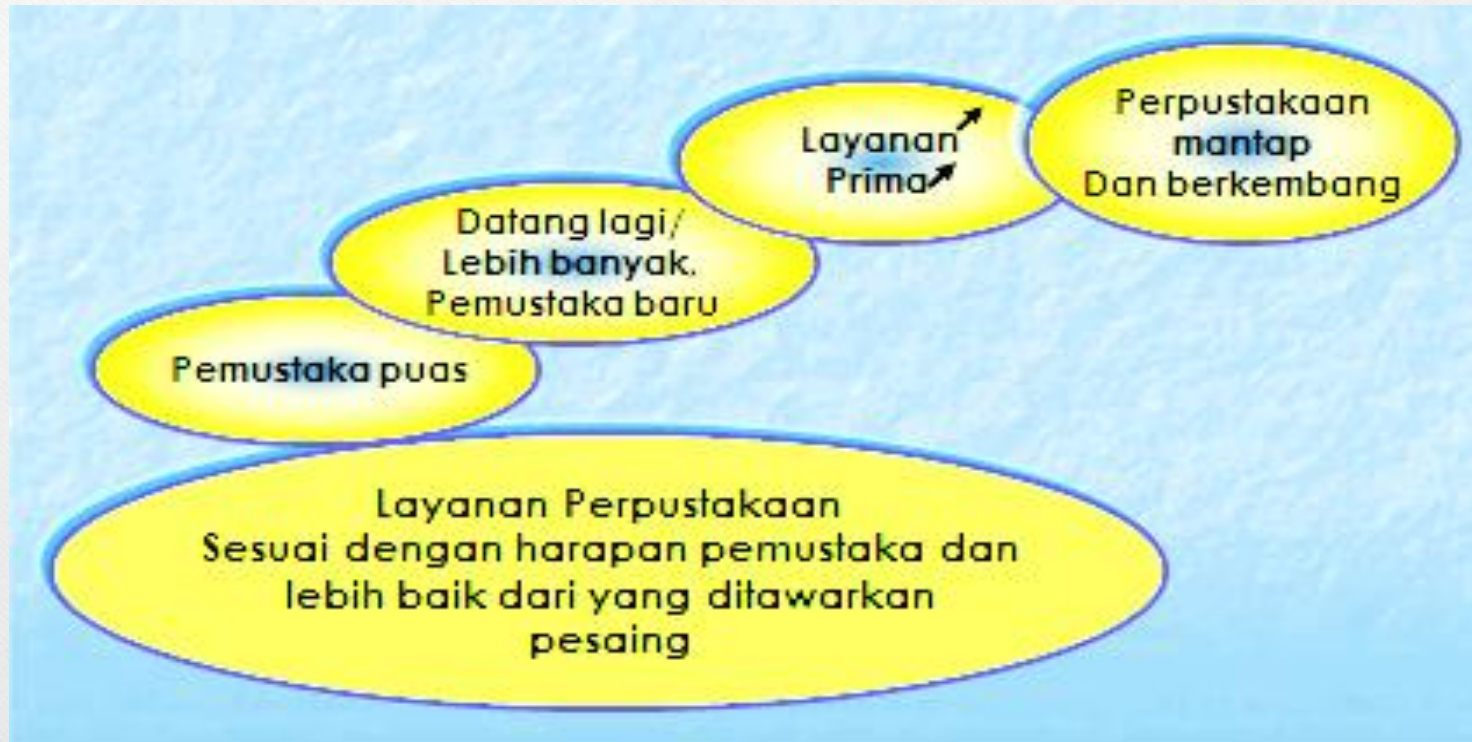 Perpustakaan
mantap
Dan berkembang
Layanan
Prima
Datang lagi/
Lebih banyak.
Pemustaka baru
Pemustaka puas
Layanan Perpustakaan
Sesuai dengan harapan pemustaka dan
lebih baik dari yang ditawarkan
pesaing